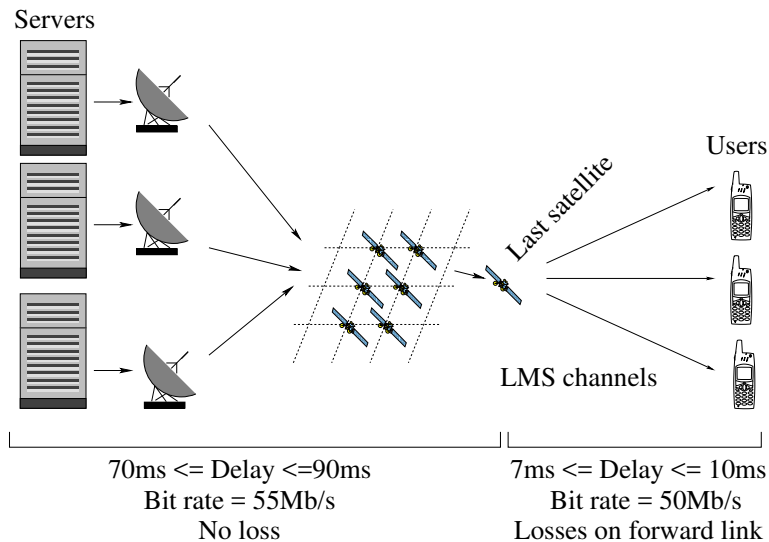 Servers
Users
Last satellite
LMS channels
70ms <= Delay <=90ms
Bit rate = 55Mb/s
No loss
7ms <= Delay <= 10ms
Bit rate = 50Mb/s
Losses on forward link